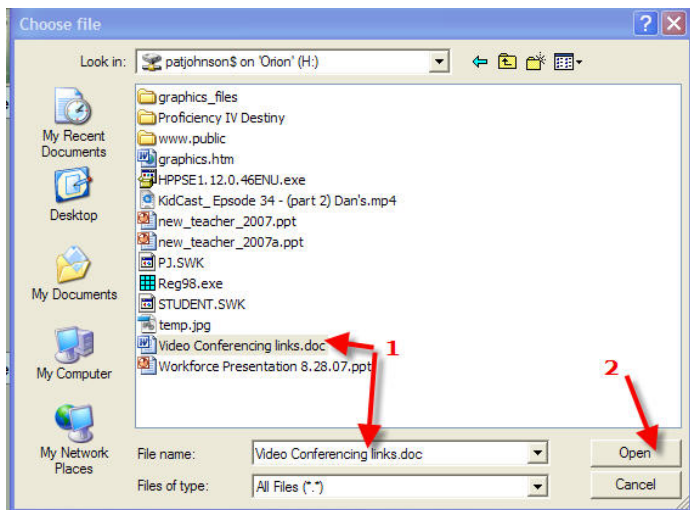 Choose file
Look in:
patjohnson$ on 'Orion' (H:)
My Recent
Documents
Desktop
My Documents
My Computer
My Network
Places
graphics_files
Proficiency IV Destiny
www.public
graphics.htm
HPPSE1.12.0.46ENU.exe
KidCast_ Epsode 34 - (part 2) Dan's.mp4
new_teacher_2007.ppt
new_teacher_2007a.ppt
PJ.SWK
Reg98.exe
STUDENT.SWK
temp.jpg
Video Conferencing links.doc
1
Workforce Presentation 8.28.07.ppt
2
File name:
Video Conferencing links.doc
Open
Files of type:
All Files (*.*)
Cancel